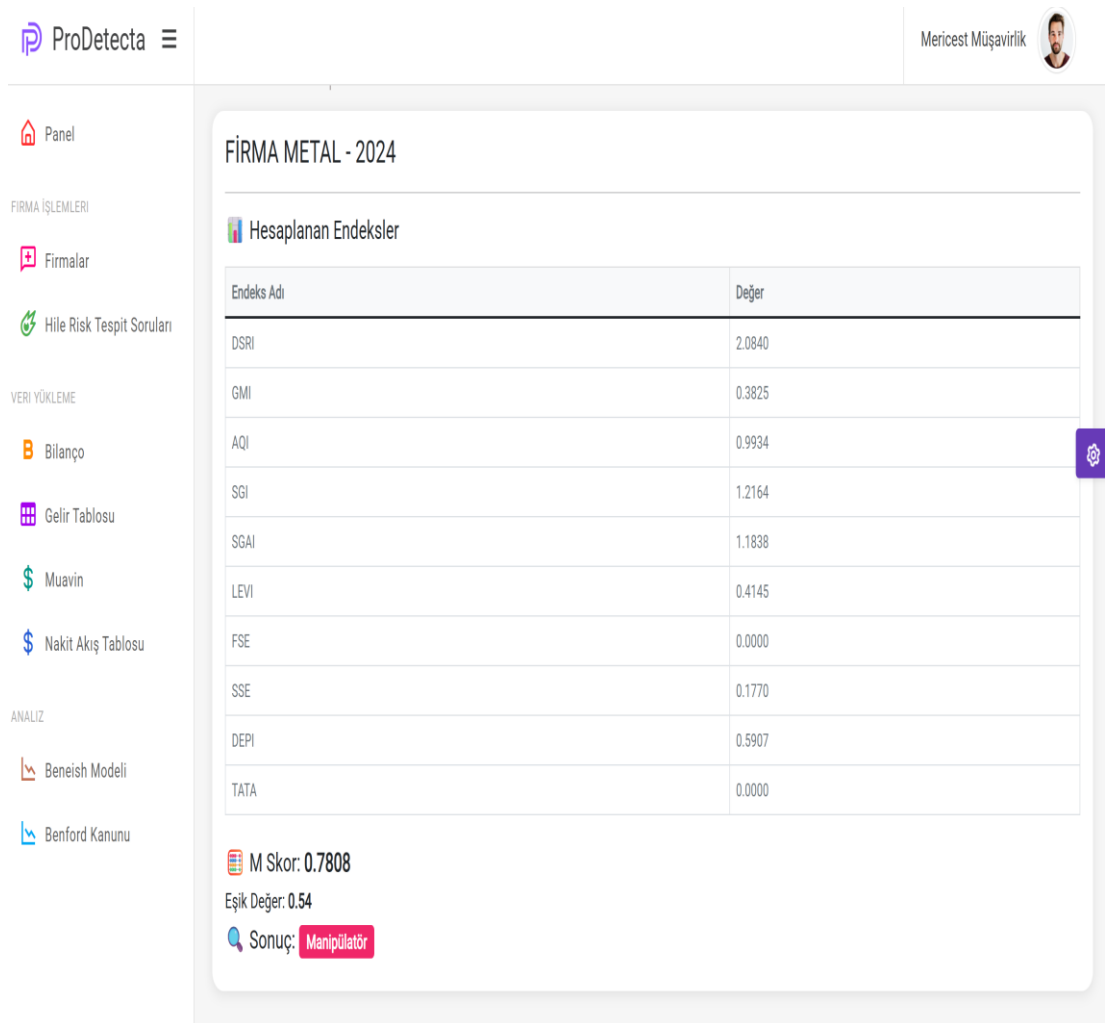 ProDetecta
Mericest Müşavirlik
Panel
FIRMA İŞLEMLERI
Firmalar
Hile Risk Tespit Soruları
VERI YÜKLEME
Bilanço
Gelir Tablosu
Muavin
Nakit Akış Tablosu
ANALIZ
Beneish Modeli
Benford Kanunu
FİRMA METAL - 2024
Hesaplanan Endeksler
Endeks Adı Değer
DSRI 2.0840
GMI 0.3825
AQI 0.9934
SGI 1.2164
SGAI 1.1838
LEVI 0.4145
FSE 0.0000
SSE 0.1770
DEPI 0.5907
TATA 0.0000
M Skor: 0.7808
Eşik Değer: 0.54
Sonuç: Manipülatör